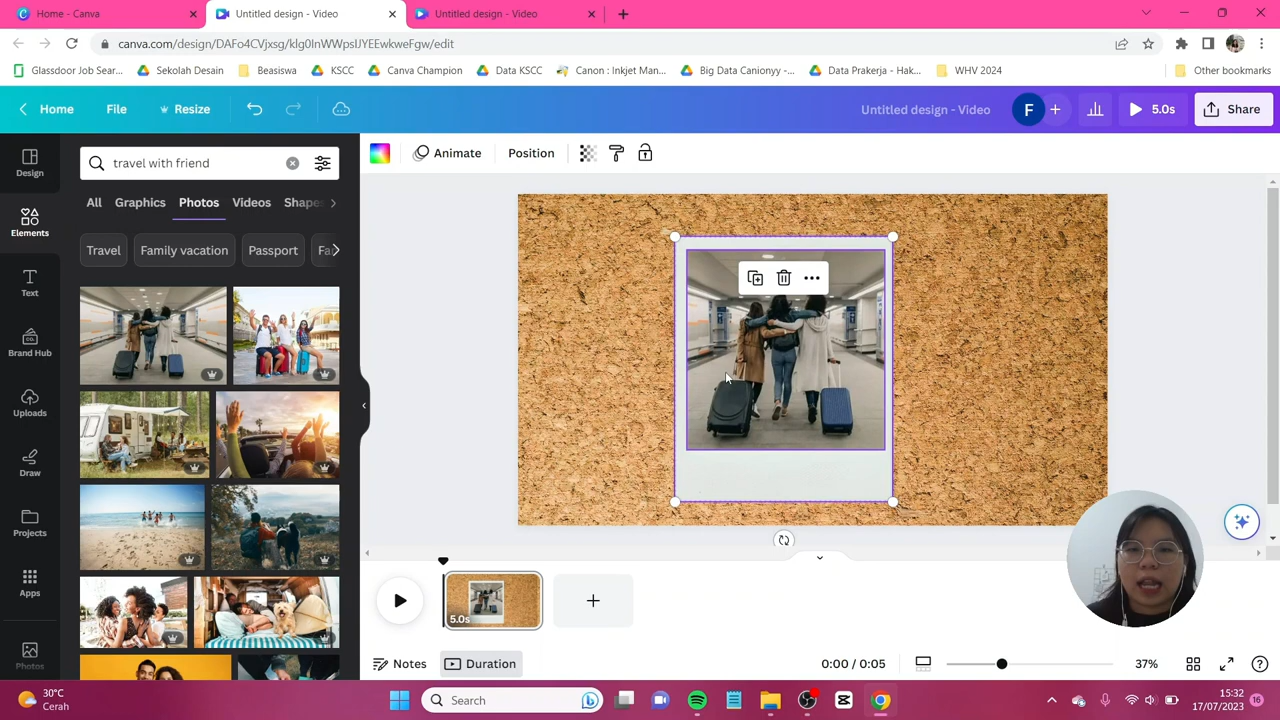 Home - Canva
Untitled design - Video
Untitled design - Video
canva.com/design/DAFo4CVjxsg/klg0InWWpslJYEEwkweFgw/edit
Glassdoor Job Sear...
Sekolah Desain
Beasiswa
KSCC
Canva Champion
Data KSCC
Canon : Inkjet Man...
Big Data Canionyy -...
Data Prakerja - Hak...
WHV 2024
Other bookmarks
Home
File
Resize
Untitled design - Video
F
5.0s
Share
Design
Elements
Text
Brand Hub
Uploads
Draw
Projects
Apps
Photos
travel with friend
All
Graphics
Photos
Videos
Shapes
Travel
Family vacation
Passport
Fa
Animate
Position
5.0s
Notes
Duration
0:00 / 0:05
37%
30°C
Cerah
Search
15:32
17/07/2023
16